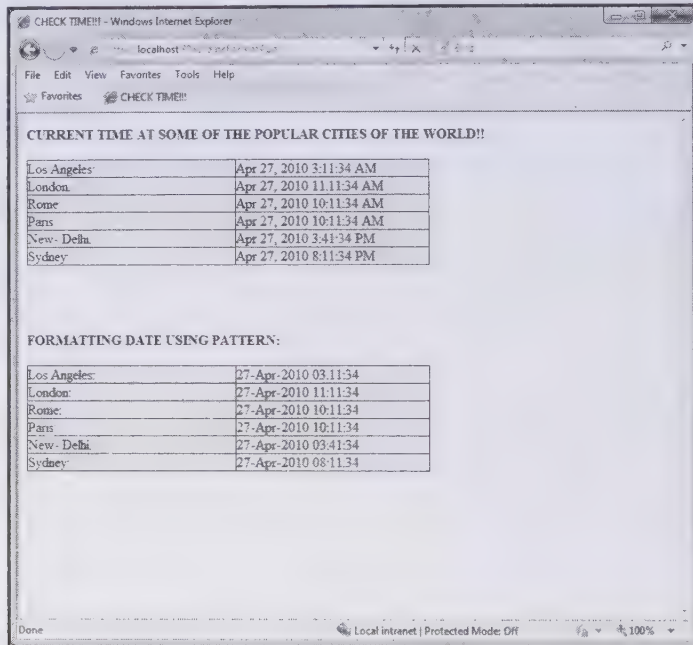 CHECK TIME!!! - Windows Internet Explorer
localhost
File Edit View Favorites Tools Help
Favorites CHECK TIME!!!
CURRENT TIME AT SOME OF THE POPULAR CITIES OF THE WORLD!!
Los Angeles: Apr 27, 2010 3:11:34 AM
London: Apr 27, 2010 11:11:34 AM
Rome Apr 27, 2010 10:11:34 AM
Paris Apr 27, 2010 10:11:34 AM
New- Delhi Apr 27, 2010 3:41:34 PM
Sydney: Apr 27, 2010 8:11:34 PM
FORMATTING DATE USING PATTERN:
Los Angeles: 27-Apr-2010 03:11:34
London: 27-Apr-2010 11:11:34
Rome: 27-Apr-2010 10:11:34
Paris 27-Apr-2010 10:11:34
New- Delhi 27-Apr-2010 03:41:34
Sydney: 27-Apr-2010 08:11:34
Done Local intranet | Protected Mode: Off 100%